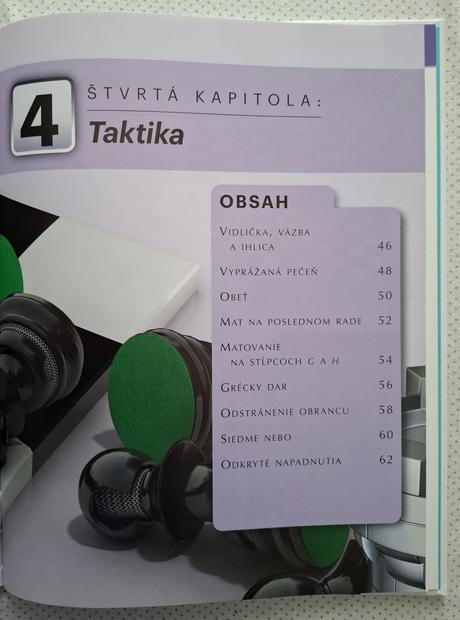 4
ŠTVRTÁ KAPITOLA:
Taktika
OBSAH
VIDLIČKA, VÄZBA
A IHLICA 46
VYPRÁŽANÁ PEČEŇ 48
OBEŤ 50
MAT NA POSLEDNOM RADE 52
MATOVANIE
NA STĹPCOCH G A H 54
GRÉCKY DAR 56
ODSTRÁNENIE OBRANCU 58
SIEDME NEBO 60
ODKRYTÉ NAPADNUTIA 62